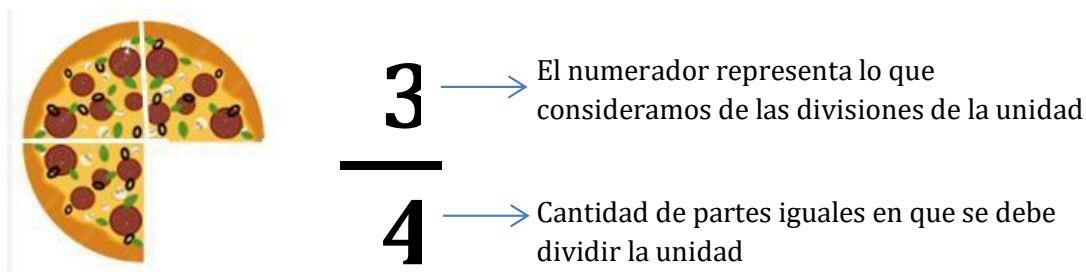 3
El numerador representa lo que
consideramos de las divisiones de la unidad
4
Cantidad de partes iguales en que se debe
dividir la unidad